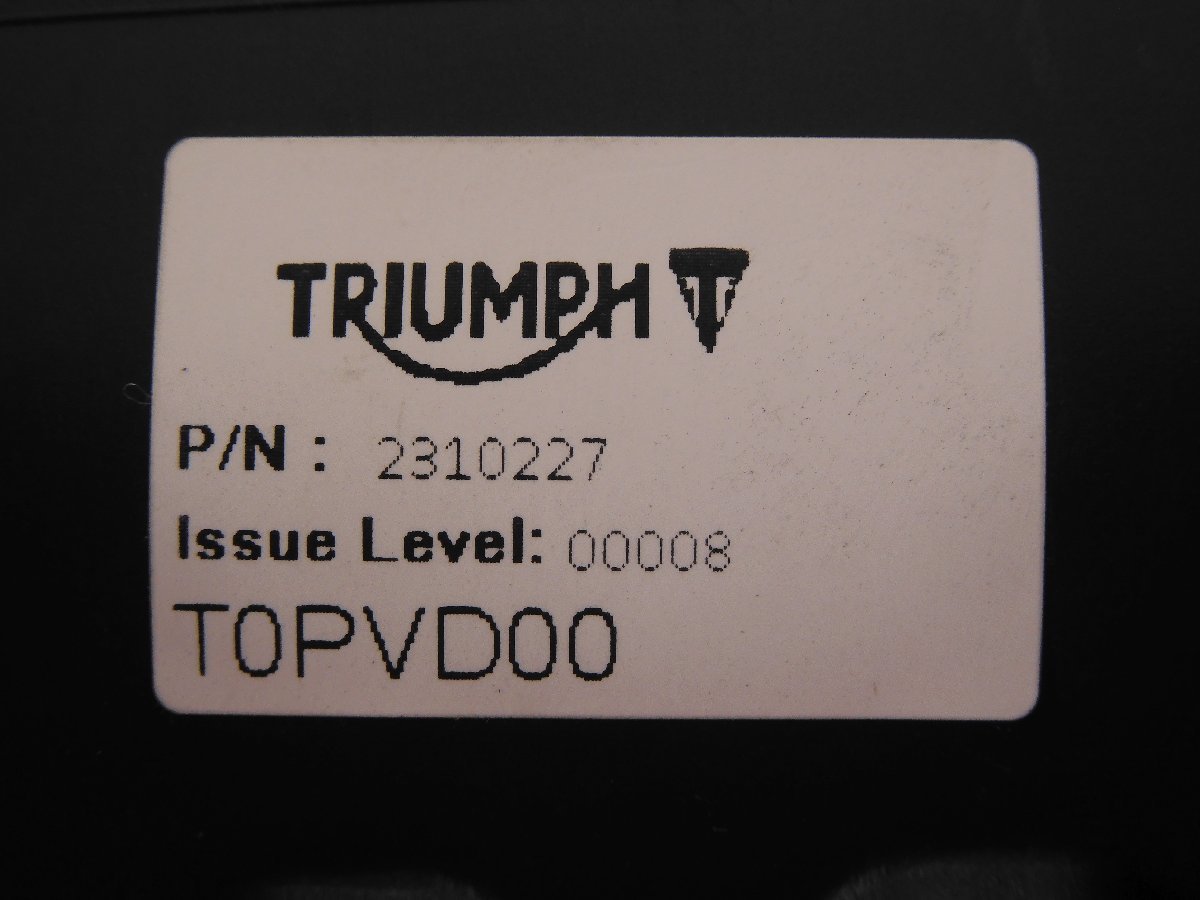 TRIUMPH T
P/N : 2310227
Issue Level: 00008
T0PVD00